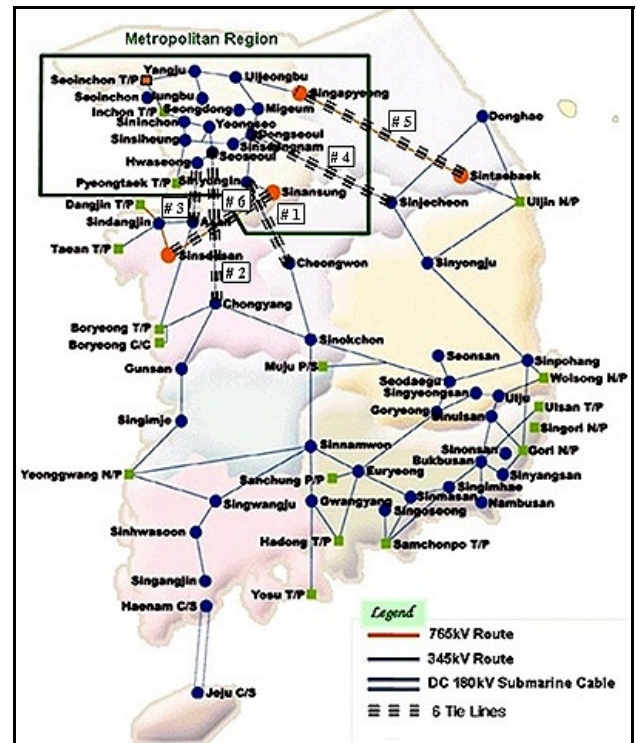 Metropolitan Region
Yangju
Seoinchon T/P
Uijeongbu
Singapyeong
Seoinchon
Jungbu
Inchon T/P
Seongdong
Migeum
Donghae
Sininchon
Yeongseo
Dongseoul
# 5
Sinsiheung
# 4
Hwaseong
Seoseoul
Sintaebaek
Pyeongtaek T/P
Sinyongin
Sinansung
Dangjin T/P
# 3
# 6
# 1
Sinjecheon
Uljin N/P
Sindangjin
Taean T/P
Cheongwon
Sinyongju
# 2
Chongyang
Boryeong T/P
Boryeong C/C
Sinokchon
Seonsan
Sinpohang
Gunsan
Muju P/S
Seodaegu
Wolsong N/P
Singyeongsan
Ulju
Goryeong
Sinulsan
Ulsan T/P
Singimje
Singori N/P
Sinnamwon
Sinonsan
Gori N/P
Bukbusan
Yeonggwang N/P
Sanchung P/P
Euryeong
Sinyangsan
Singimhae
Singwangju
Gwangyang
Sinmasan
Nambusan
Singoseong
Sinhwasoon
Hadong T/P
Samchonpo T/P
Singangjin
Yosu T/P
Haenam C/S
Legend
765kV Route
345kV Route
DC 180kV Submarine Cable
6 Tie Lines
Jeju C/S